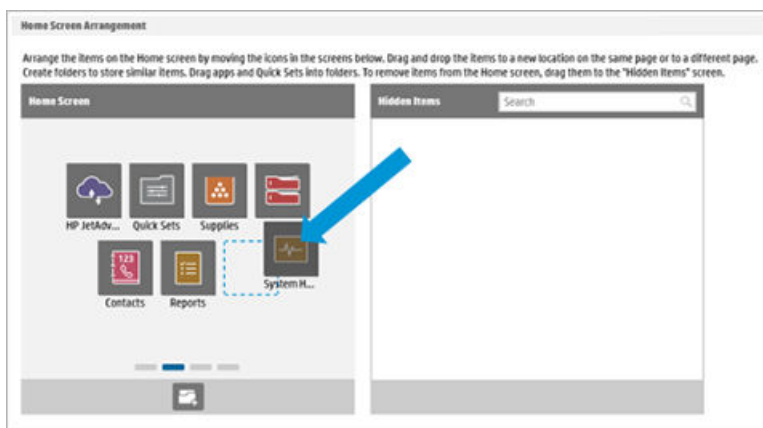 Home Screen Arrangement
Arrange the items on the Home screen by moving the icons in the screens below. Drag and drop the items to a new location on the same page or to a different page.
Create folders to store similar items. Drag apps and Quick Sets into folders. To remove items from the Home screen, drag them to the "Hidden Items" screen.
Home Screen
Hidden Items
Search
HP JetAdv...
Quick Sets
Supplies
123
System H...
Contacts
Reports